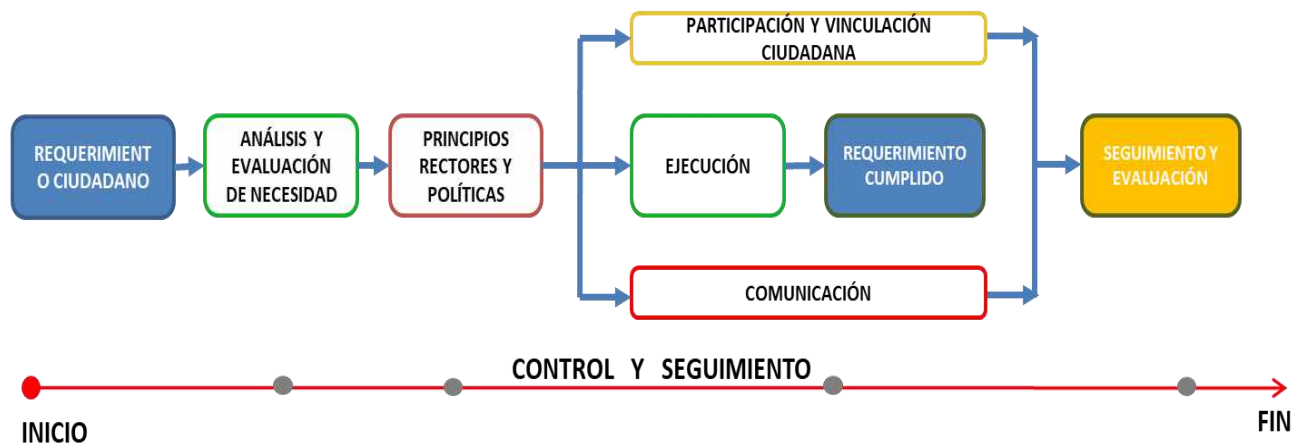 PARTICIPACIÓN Y VINCULACIÓN
CIUDADANA
REQUERIMIENT
O CIUDADANO
ANÁLISIS Y
EVALUACIÓN
DE NECESIDAD
PRINCIPIOS
RECTORES Y
POLÍTICAS
EJECUCIÓN
REQUERIMIENTO
CUMPLIDO
SEGUIMIENTO Y
EVALUACIÓN
COMUNICACIÓN
CONTROL Y SEGUIMIENTO
INICIO
FIN